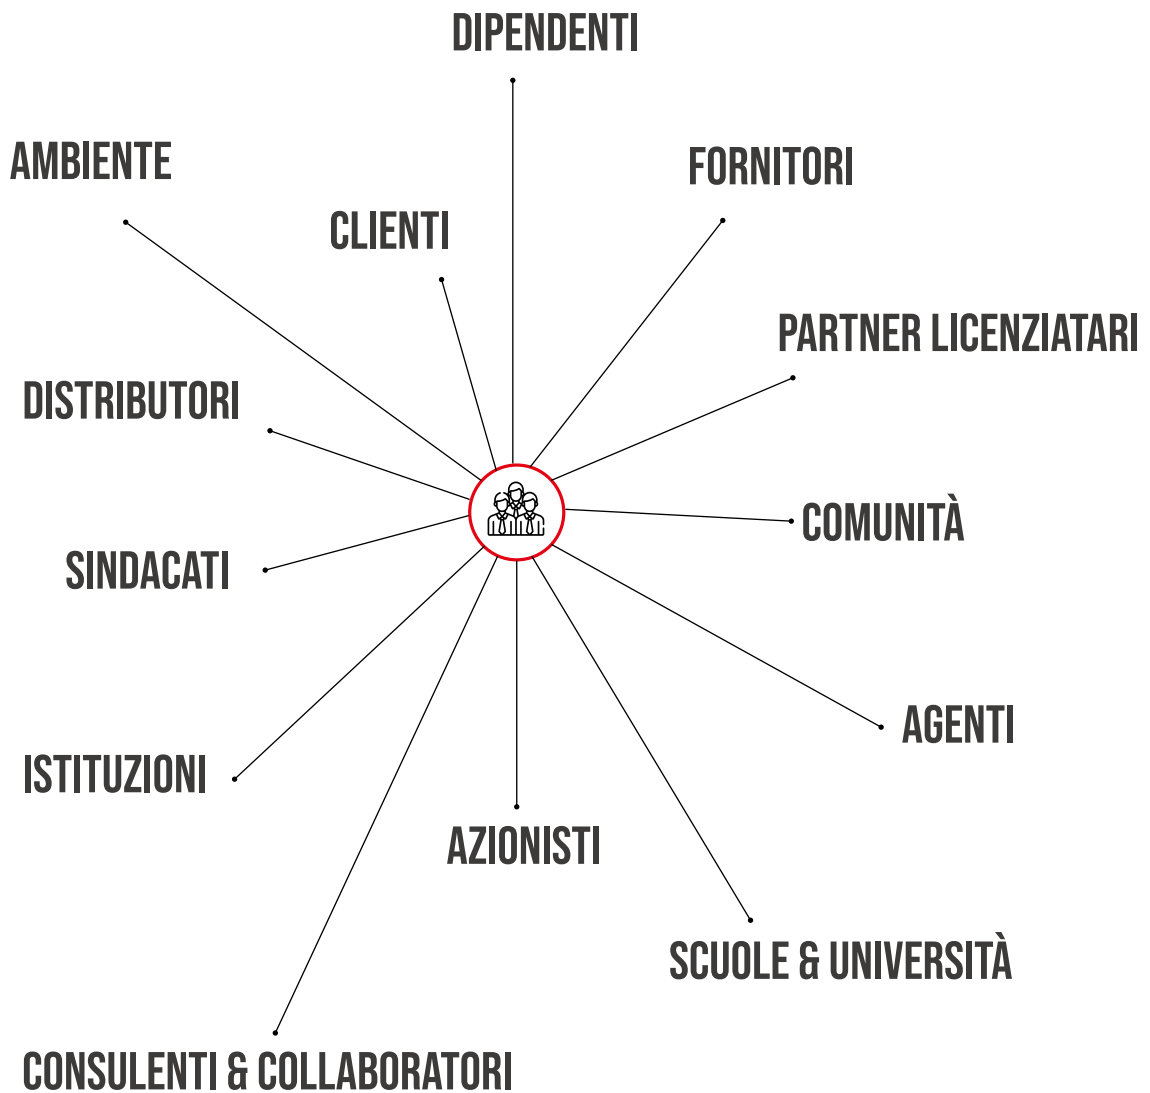 DIPENDENTI
AMBIENTE
FORNITORI
CLIENTI
PARTNER LICENZIATARI
DISTRIBUTORI
COMUNITÀ
SINDACATI
AGENTI
ISTITUZIONI
AZIONISTI
SCUOLE & UNIVERSITÀ
CONSULENTI & COLLABORATORI